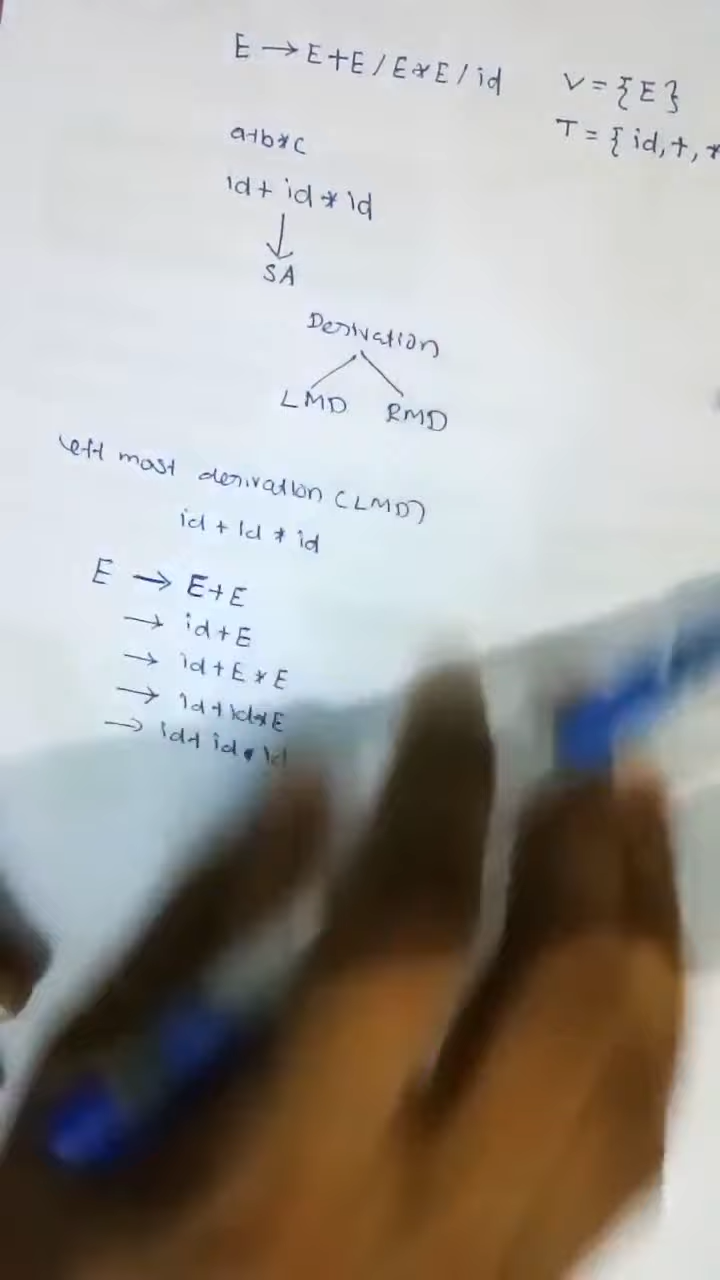 E → E+E / E*E / id
V = {E}
T = { id, +, *
a+b*c
id + id * id
↓
SA
Derivation
LMD RMD
Left most derivation (LMD)
id + id * id
E → E+E
→ id+E
→ id+E*E
→ id+id*E
→ id+ id * id